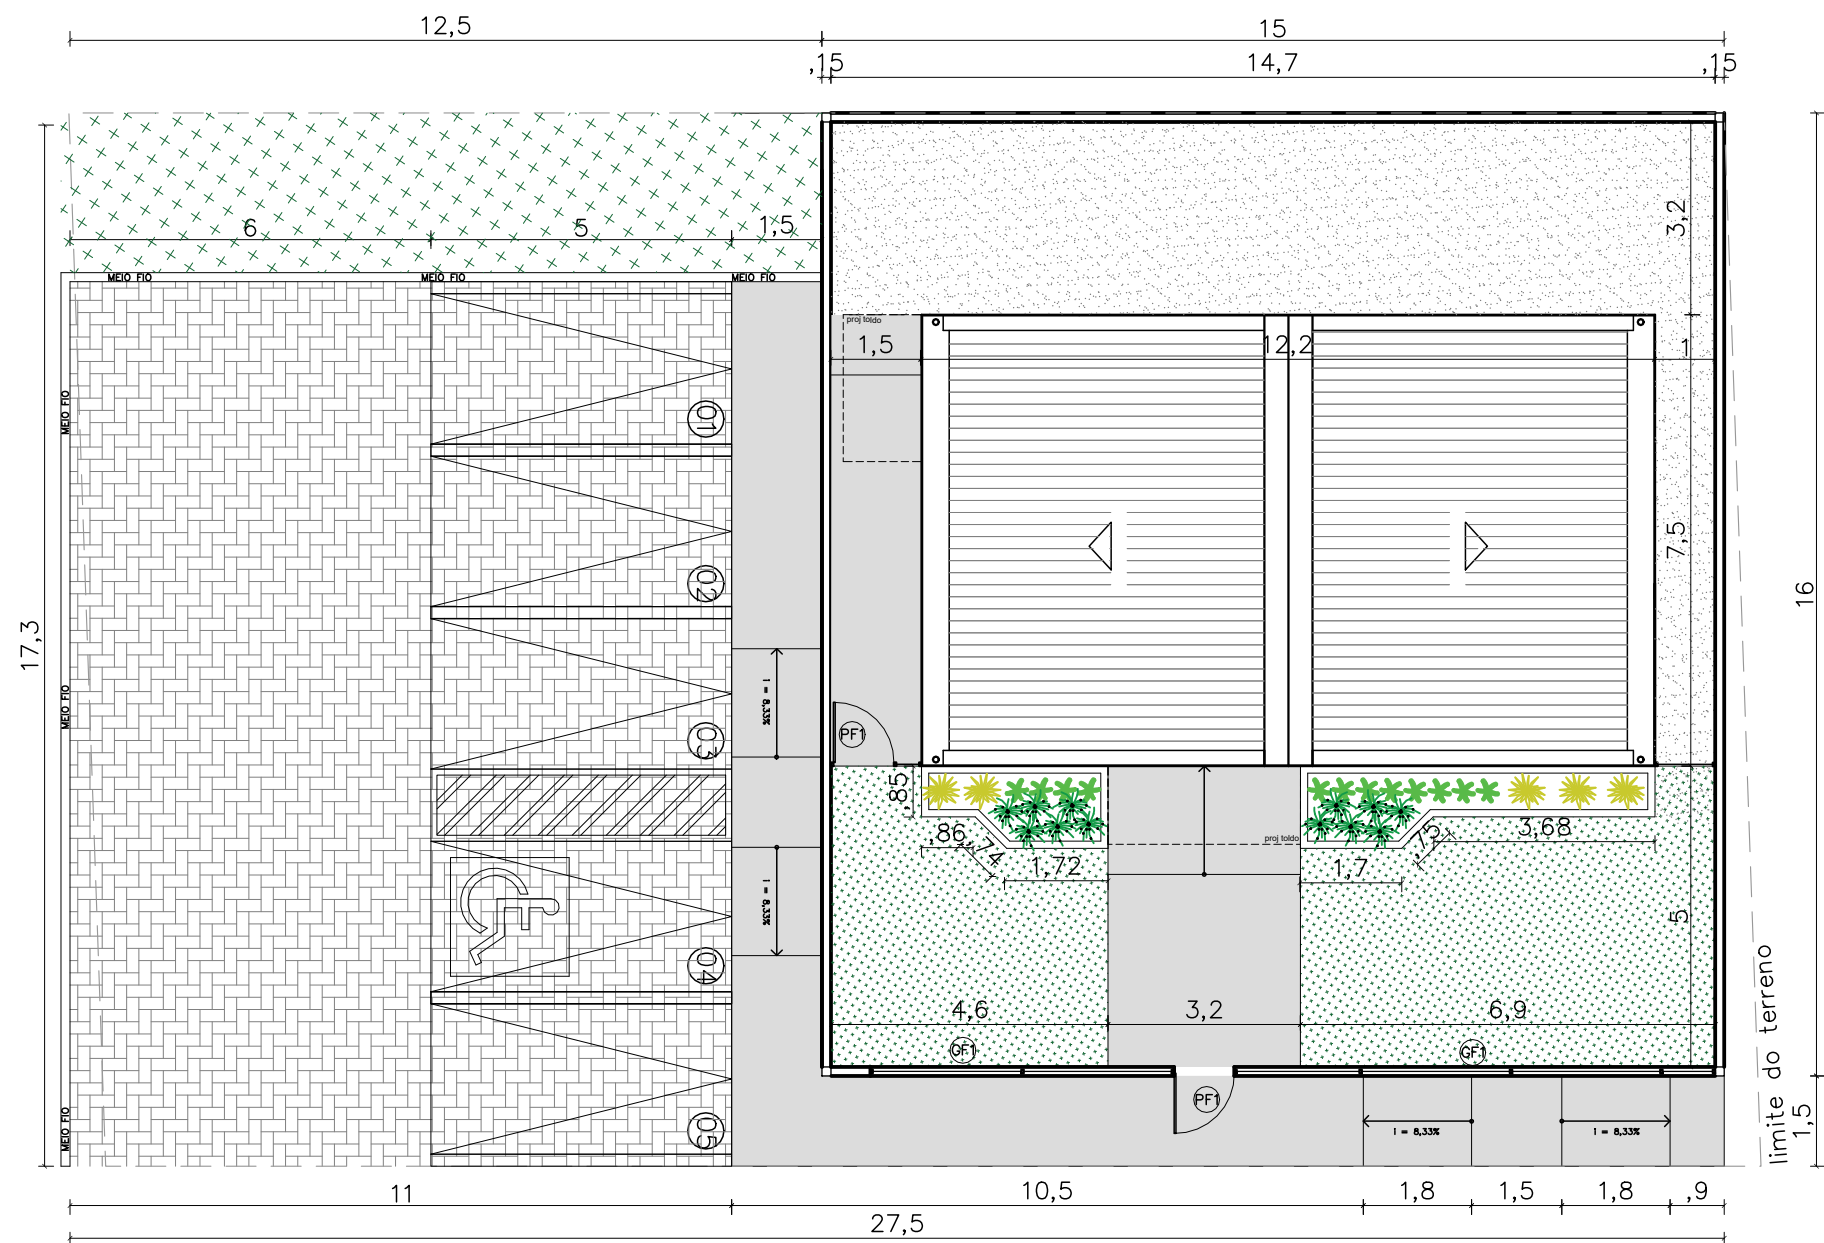 12,5
15
,15
14,7
,15
6
5
1,5
MEIO FIO
MEIO FIO
MEIO FIO
3,2
proj toldo
1,5
12,2
1
MEIO FIO
01
7,5
02
16
17,3
MEIO FIO
i = 8,33%
03
PF1
,85
,86
,74
1,72
proj toldo
1,7
,75
3,68
i = 8,33%
5
04
4,6
3,2
6,9
GF1
GF1
limite do terreno
MEIO FIO
05
PF1
i = 8,33%
i = 8,33%
1,5
11
10,5
1,8
1,5
1,8
,9
27,5